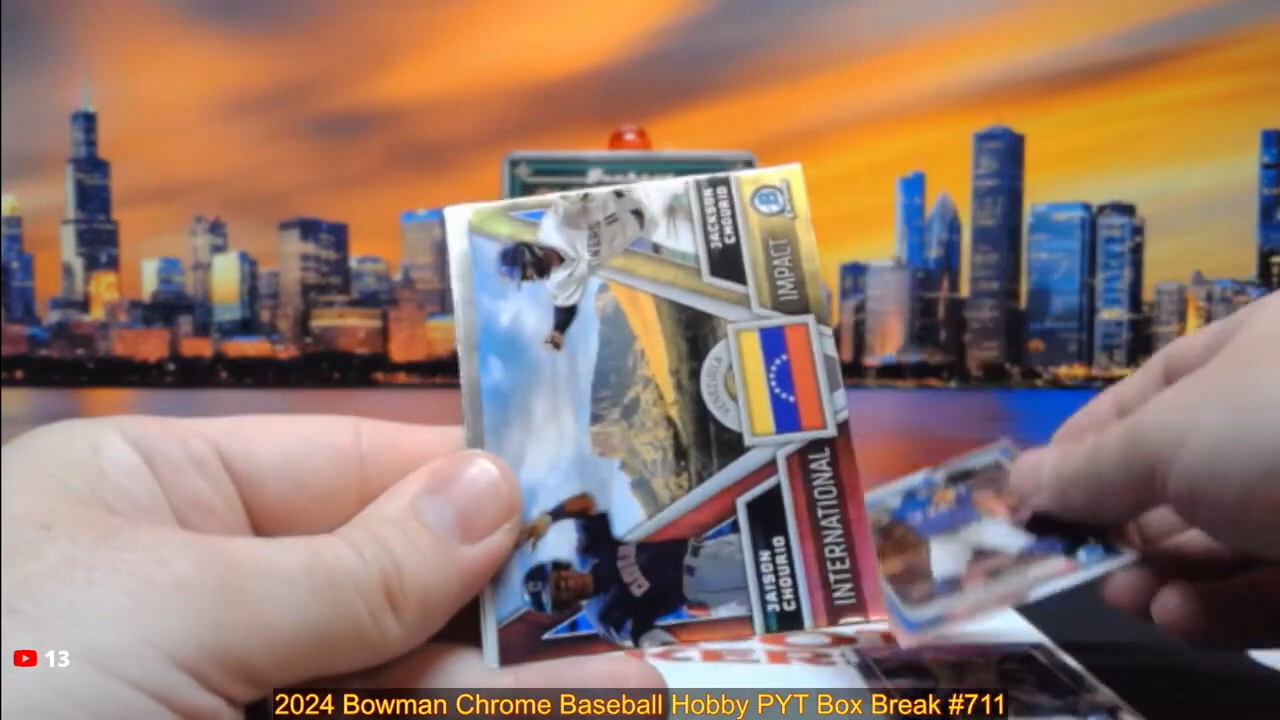 JACKSON
CHOURIO
IMPACT
VENEZUELA
INTERNATIONAL
JAISON
CHOURIO
13
2024 Bowman Chrome Baseball Hobby PYT Box Break #711